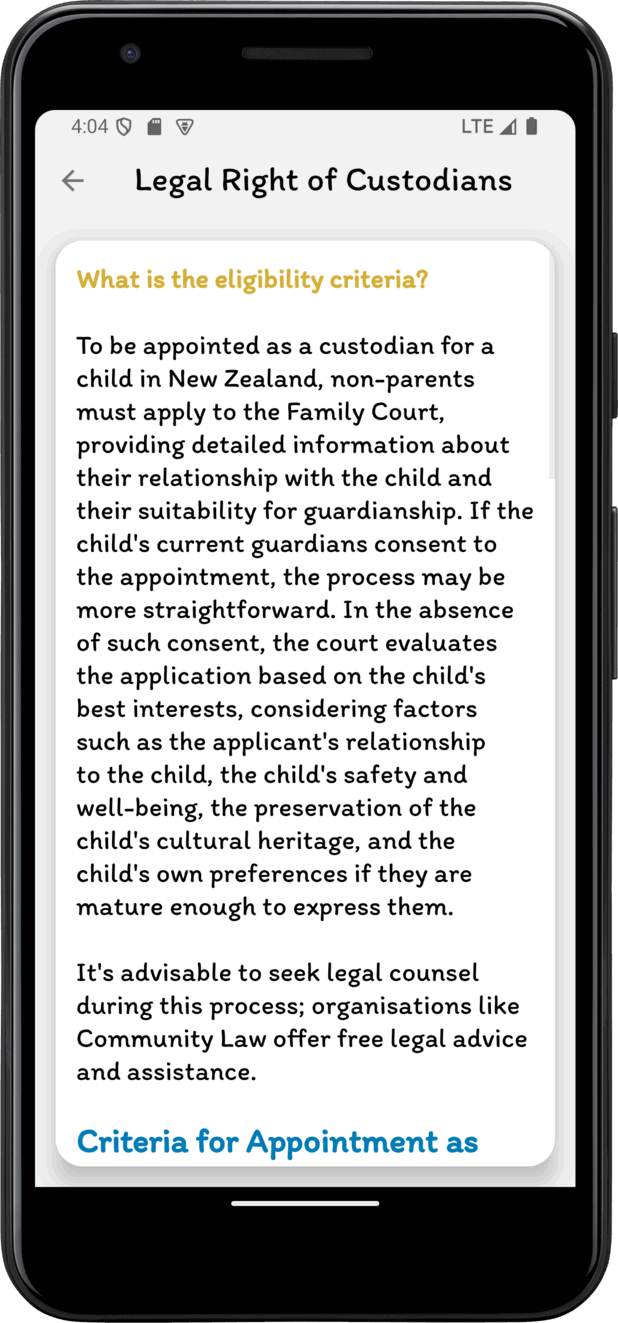 4:04 LTE
Legal Right of Custodians
What is the eligibility criteria?
To be appointed as a custodian for a
child in New Zealand, non-parents
must apply to the Family Court,
providing detailed information about
their relationship with the child and
their suitability for guardianship. If the
child's current guardians consent to
the appointment, the process may be
more straightforward. In the absence
of such consent, the court evaluates
the application based on the child's
best interests, considering factors
such as the applicant's relationship
to the child, the child's safety and
well-being, the preservation of the
child's cultural heritage, and the
child's own preferences if they are
mature enough to express them.
It's advisable to seek legal counsel
during this process; organisations like
Community Law offer free legal advice
and assistance.
Criteria for Appointment as